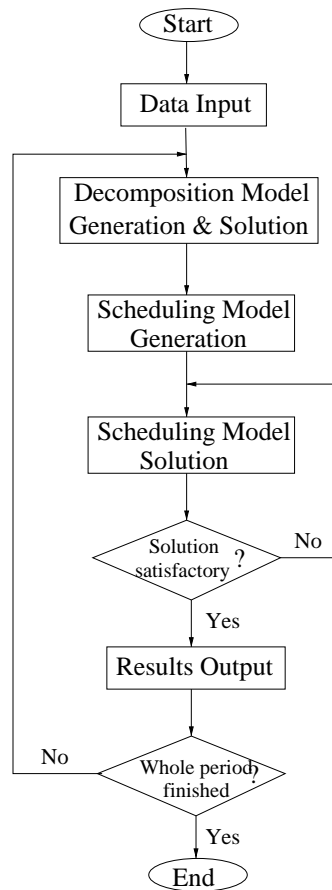 Start
Data Input
Decomposition Model
Generation & Solution
Scheduling Model
Generation
Scheduling Model
Solution
Solution
satisfactory ?
No
Yes
Results Output
No
Whole period ?
finished
Yes
End